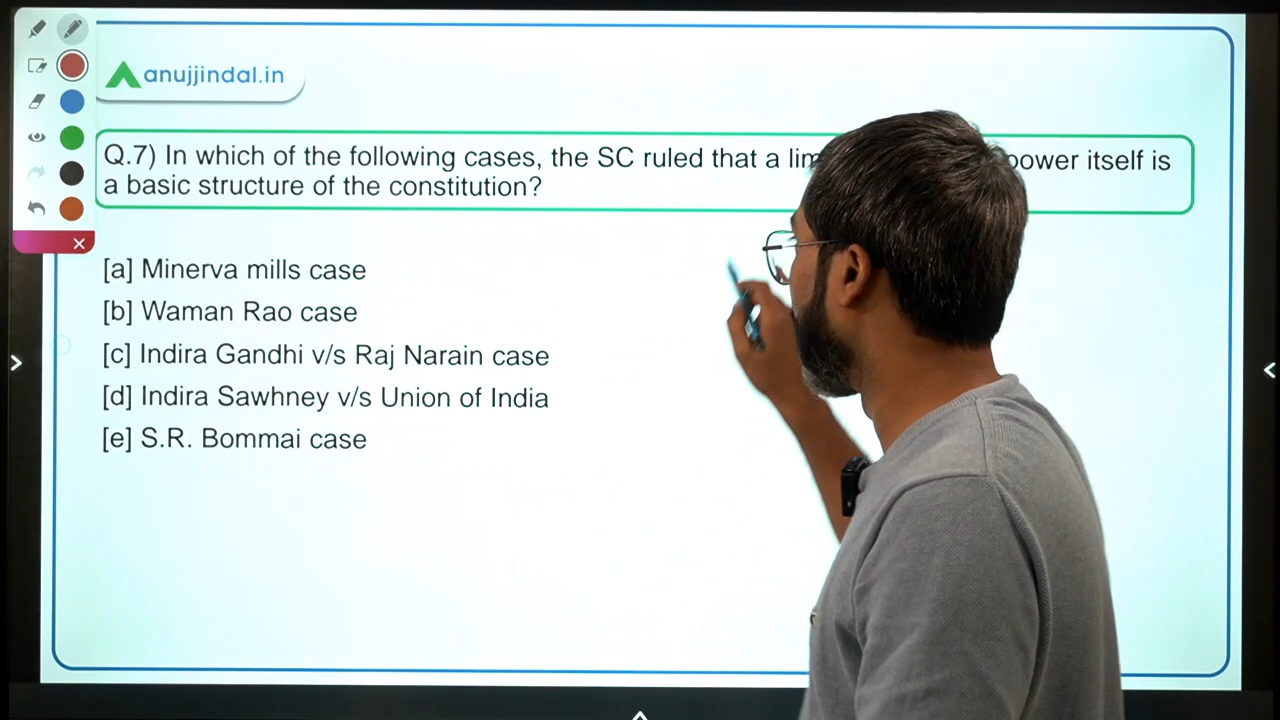 anujjindal.in
Q.7) In which of the following cases, the SC ruled that a power itself is
a basic structure of the constitution?
[a] Minerva mills case
[b] Waman Rao case
[c] Indira Gandhi v/s Raj Narain case
[d] Indira Sawhney v/s Union of India
[e] S.R. Bommai case